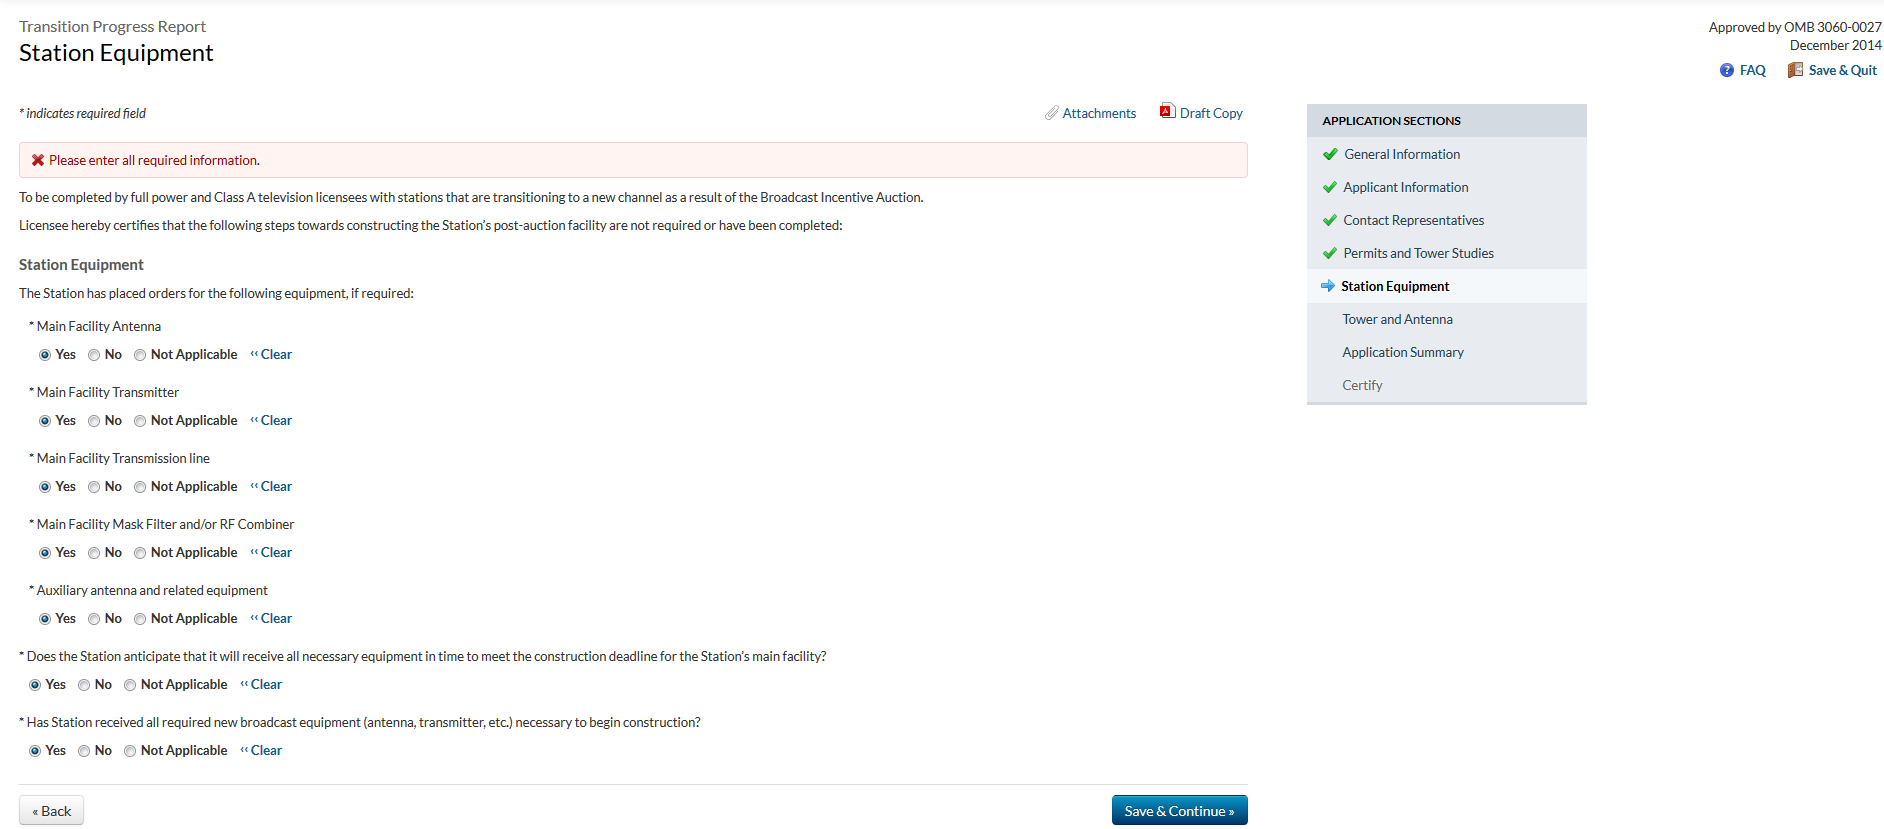 Transition Progress Report
Station Equipment
Approved by OMB 3060-0027
December 2014
FAQ Save & Quit
* indicates required field
Attachments Draft Copy
Please enter all required information.
To be completed by full power and Class A television licensees with stations that are transitioning to a new channel as a result of the Broadcast Incentive Auction.
Licensee hereby certifies that the following steps towards constructing the Station's post-auction facility are not required or have been completed:
Station Equipment
The Station has placed orders for the following equipment, if required:
* Main Facility Antenna
Yes No Not Applicable ‹‹ Clear
* Main Facility Transmitter
Yes No Not Applicable ‹‹ Clear
* Main Facility Transmission line
Yes No Not Applicable ‹‹ Clear
* Main Facility Mask Filter and/or RF Combiner
Yes No Not Applicable ‹‹ Clear
* Auxiliary antenna and related equipment
Yes No Not Applicable ‹‹ Clear
* Does the Station anticipate that it will receive all necessary equipment in time to meet the construction deadline for the Station's main facility?
Yes No Not Applicable ‹‹ Clear
* Has Station received all required new broadcast equipment (antenna, transmitter, etc.) necessary to begin construction?
Yes No Not Applicable ‹‹ Clear
« Back
Save & Continue »
APPLICATION SECTIONS
General Information
Applicant Information
Contact Representatives
Permits and Tower Studies
Station Equipment
Tower and Antenna
Application Summary
Certify